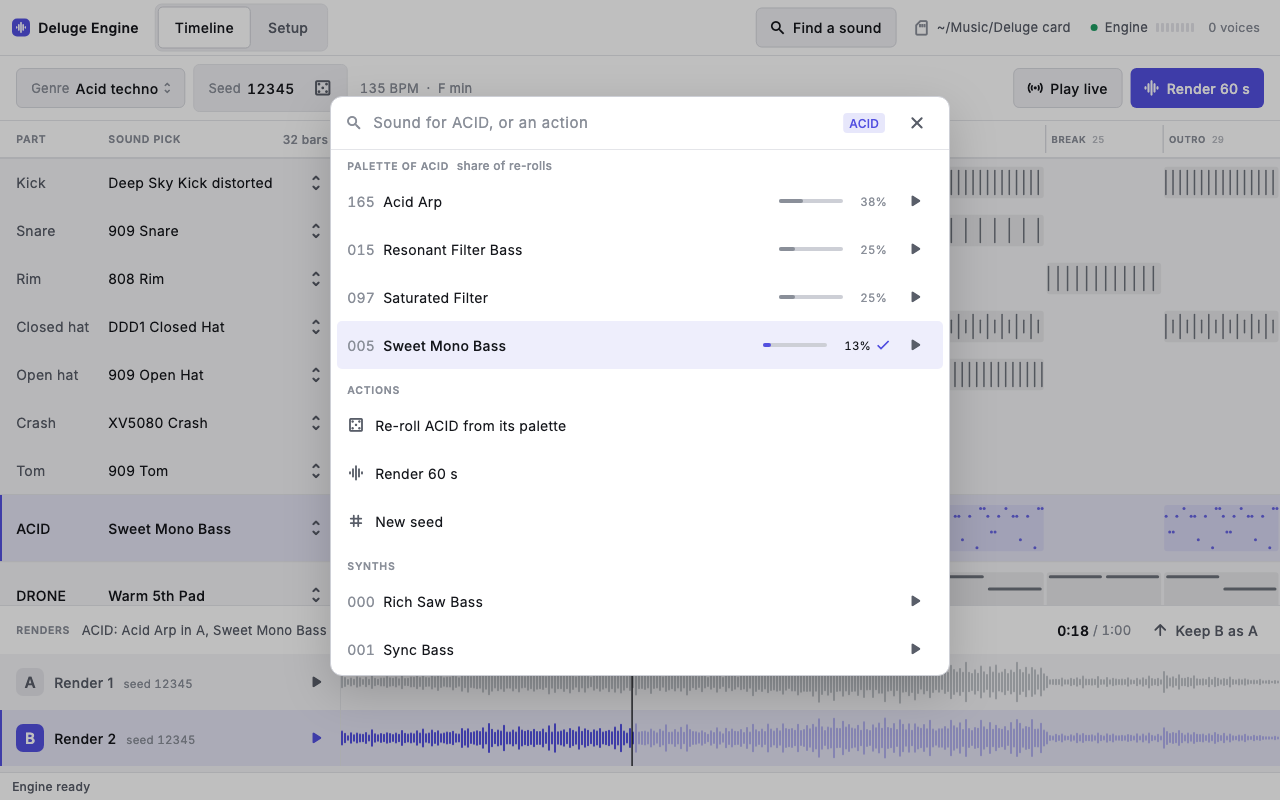 Deluge Engine Timeline Setup Find a sound ~/Music/Deluge card Engine 0 voices
Genre Acid techno Seed 12345 135 BPM · F min Play live Render 60 s
PART SOUND PICK 32 bars BREAK 25 OUTRO 29
Sound for ACID, or an action ACID
PALETTE OF ACID share of re-rolls
165 Acid Arp 38%
015 Resonant Filter Bass 25%
097 Saturated Filter 25%
005 Sweet Mono Bass 13%
ACTIONS
Re-roll ACID from its palette
Render 60 s
New seed
SYNTHS
000 Rich Saw Bass
001 Sync Bass
Kick Deep Sky Kick distorted
Snare 909 Snare
Rim 808 Rim
Closed hat DDD1 Closed Hat
Open hat 909 Open Hat
Crash XV5080 Crash
Tom 909 Tom
ACID Sweet Mono Bass
DRONE Warm 5th Pad
RENDERS ACID: Acid Arp in A, Sweet Mono Bass 0:18 / 1:00 Keep B as A
A Render 1 seed 12345
B Render 2 seed 12345
Engine ready